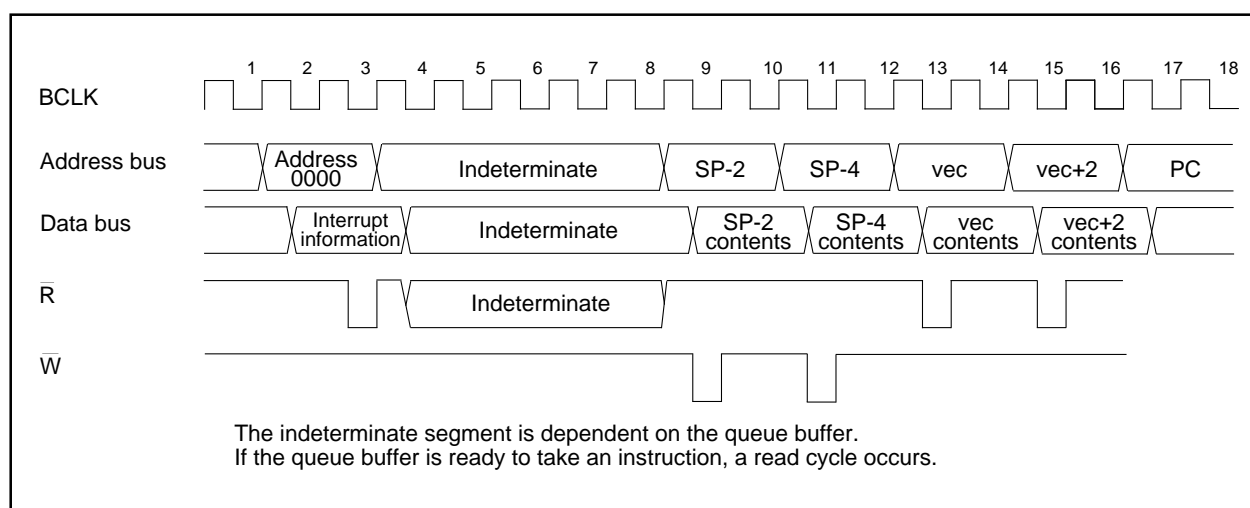 1 2 3 4 5 6 7 8 9 10 11 12 13 14 15 16 17 18
BCLK
Address bus
Address
0000
Indeterminate
SP-2
SP-4
vec
vec+2
PC
Data bus
Interrupt
information
Indeterminate
SP-2
contents
SP-4
contents
vec
contents
vec+2
contents
R̅
Indeterminate
W̅
The indeterminate segment is dependent on the queue buffer.
If the queue buffer is ready to take an instruction, a read cycle occurs.